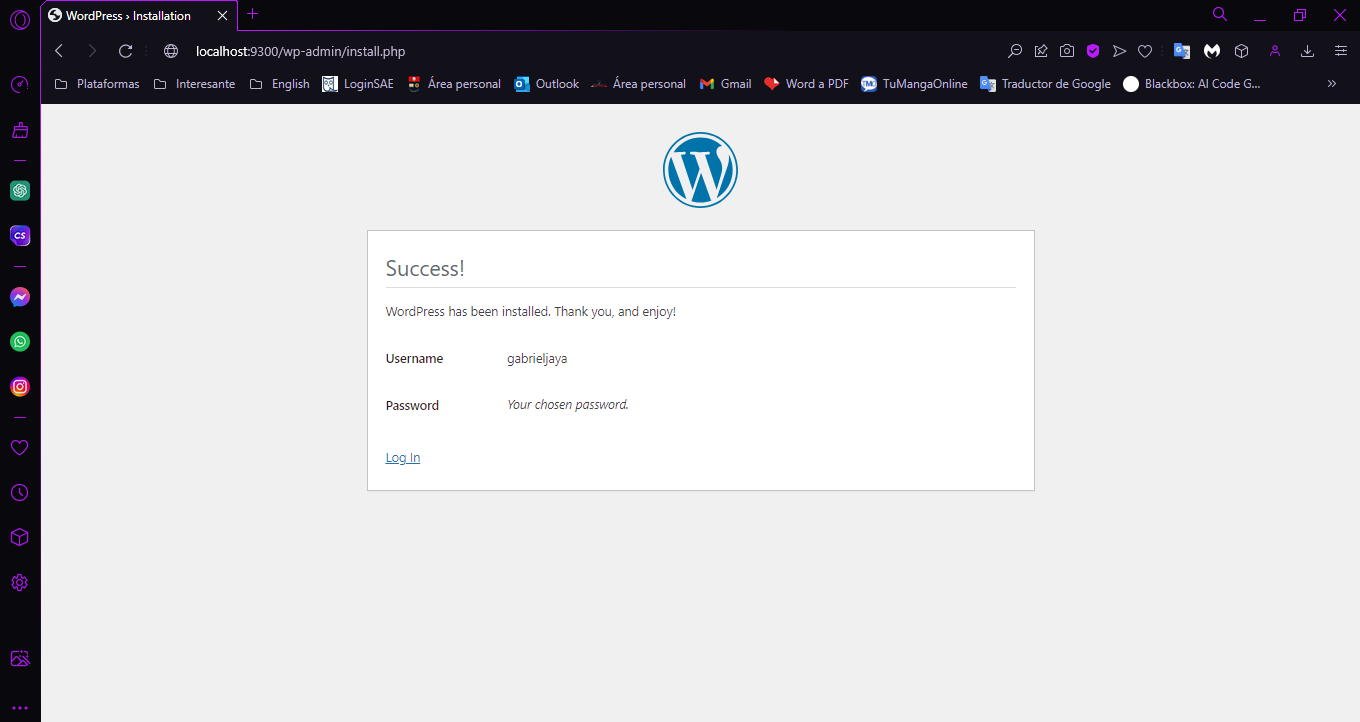 WordPress › Installation
localhost:9300/wp-admin/install.php
Plataformas Interesante English LoginSAE Área personal Outlook Área personal Gmail Word a PDF TMO TuMangaOnline Traductor de Google Blackbox: AI Code G...
CS
Success!
WordPress has been installed. Thank you, and enjoy!
Username gabrieljaya
Password Your chosen password.
Log In